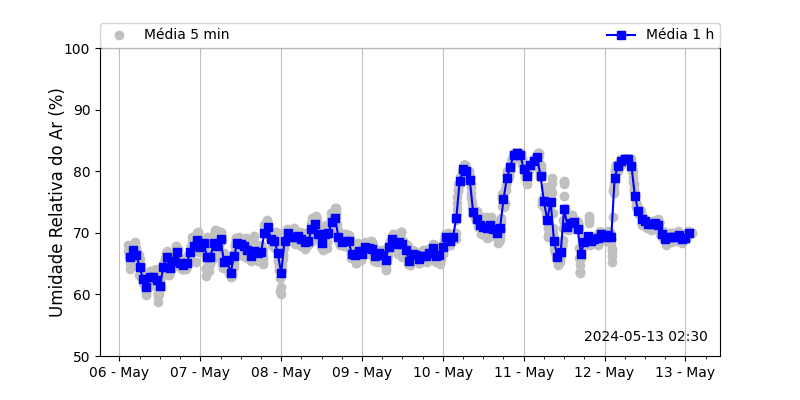 Média 5 min
Média 1 h
Umidade Relativa do Ar (%)
100
90
80
70
60
50
2024-05-13 02:30
06 - May
07 - May
08 - May
09 - May
10 - May
11 - May
12 - May
13 - May